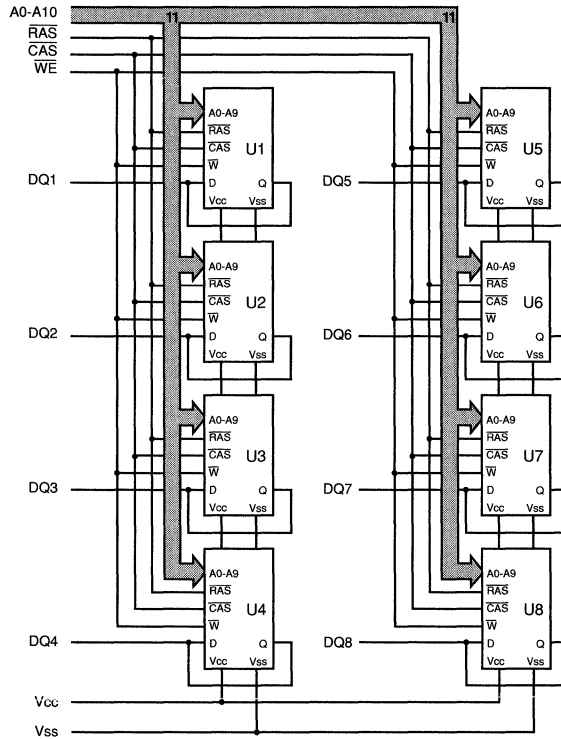 A0-A10
11
11
RAS
CAS
WE
A0-A9
RAS
CAS
U1
W
DQ1
D
Q
Vcc
Vss
A0-A9
RAS
CAS
U5
W
DQ5
D
Q
Vcc
Vss
A0-A9
RAS
CAS
U2
W
DQ2
D
Q
Vcc
Vss
A0-A9
RAS
CAS
U6
W
DQ6
D
Q
Vcc
Vss
A0-A9
RAS
CAS
U3
W
DQ3
D
Q
Vcc
Vss
A0-A9
RAS
CAS
U7
W
DQ7
D
Q
Vcc
Vss
A0-A9
RAS
CAS
U4
W
DQ4
D
Q
Vcc
Vss
A0-A9
RAS
CAS
U8
W
DQ8
D
Q
Vcc
Vss
Vcc
Vss